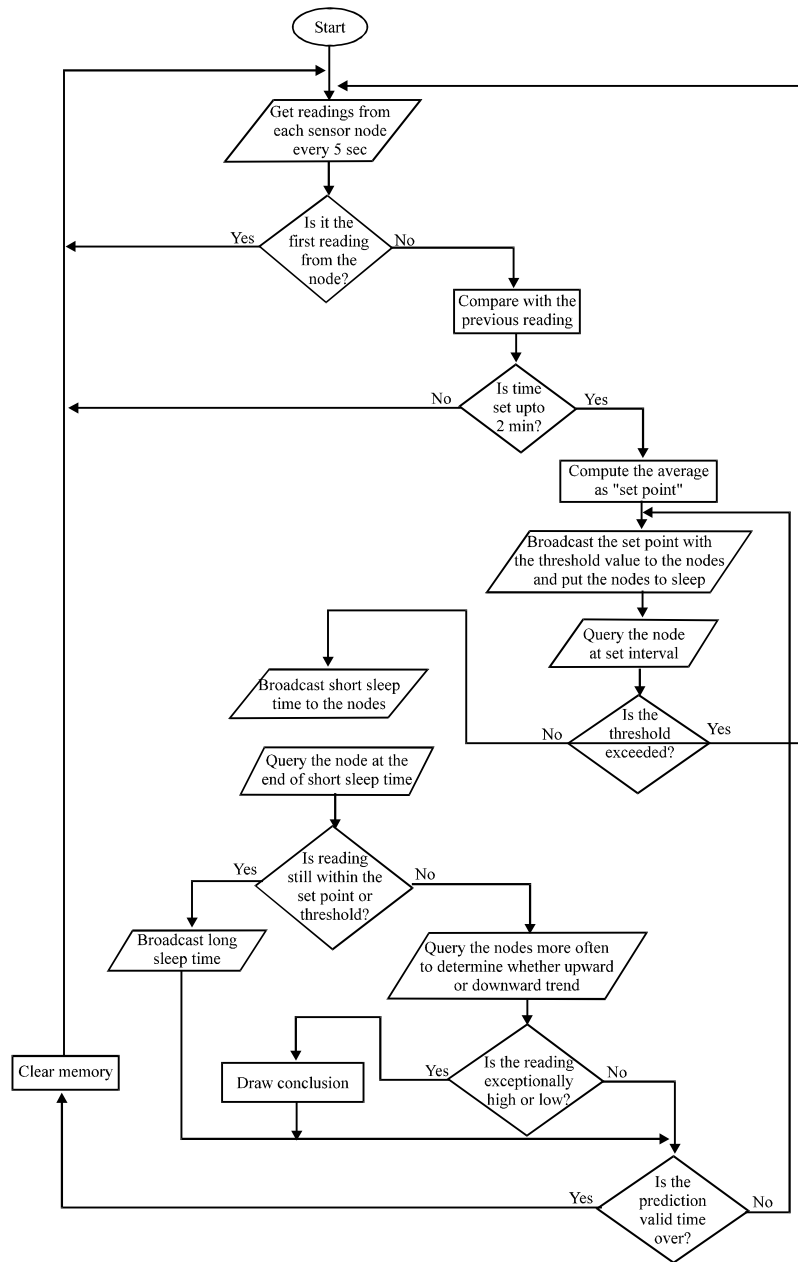 Start
Get readings from
each sensor node
every 5 sec
Is it the
first reading
from the
node?
Yes
No
Compare with the
previous reading
Is time
set upto
2 min?
No
Yes
Compute the average
as "set point"
Broadcast the set point with
the threshold value to the nodes
and put the nodes to sleep
Query the node
at set interval
Is the
threshold
exceeded?
No
Yes
Broadcast short sleep
time to the nodes
Query the node at the
end of short sleep time
Is reading
still within the
set point or
threshold?
Yes
No
Broadcast long
sleep time
Query the nodes more often
to determine whether upward
or downward trend
Is the reading
exceptionally
high or low?
Yes
No
Draw conclusion
Clear memory
Is the
prediction
valid time
over?
Yes
No